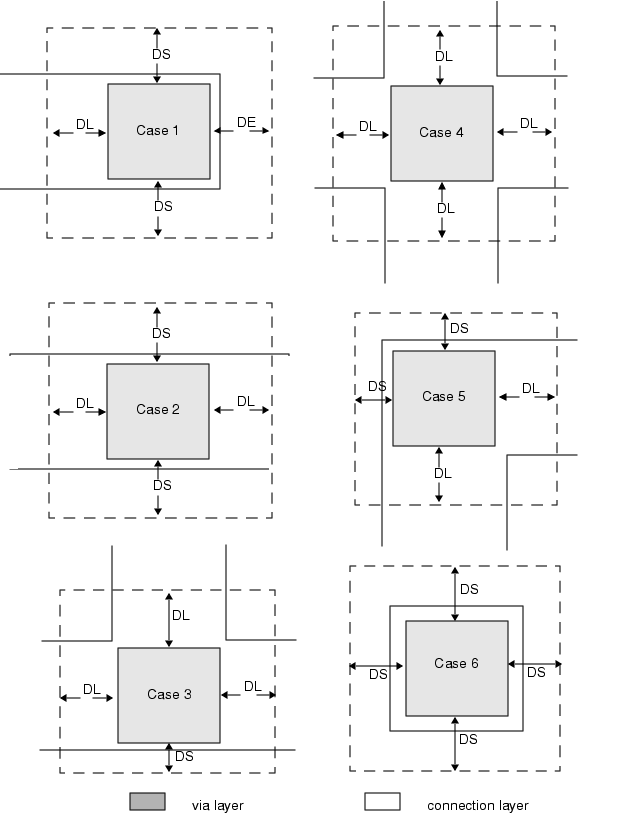 DS
DL
Case 1
DE
DS
DL
DL
Case 4
DL
DL
DS
DL
Case 2
DL
DS
DS
DS
Case 5
DL
DL
DL
DL
Case 3
DL
DS
DS
DS
Case 6
DS
DS
via layer
connection layer